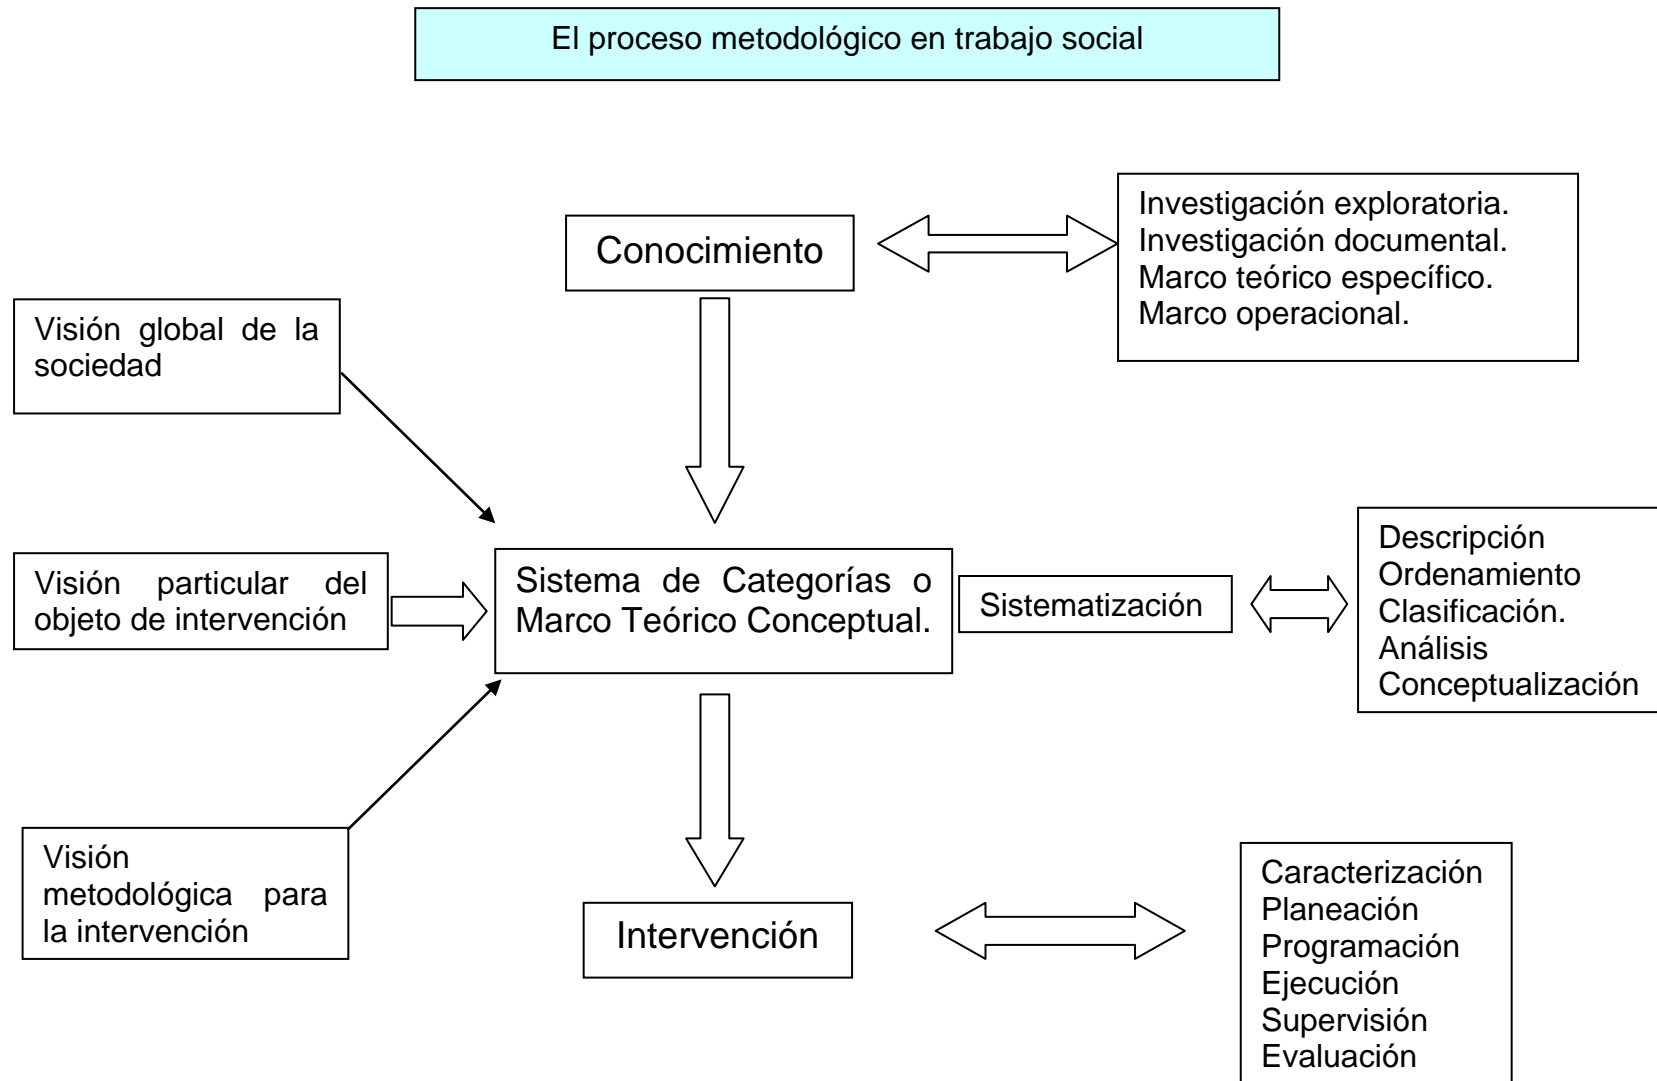 El proceso metodológico en trabajo social
Conocimiento
Investigación exploratoria.
Investigación documental.
Marco teórico específico.
Marco operacional.
Visión global de la
sociedad
Visión particular del
objeto de intervención
Sistema de Categorías o
Marco Teórico Conceptual.
Sistematización
Descripción
Ordenamiento
Clasificación.
Análisis
Conceptualización
Visión
metodológica para
la intervención
Intervención
Caracterización
Planeación
Programación
Ejecución
Supervisión
Evaluación